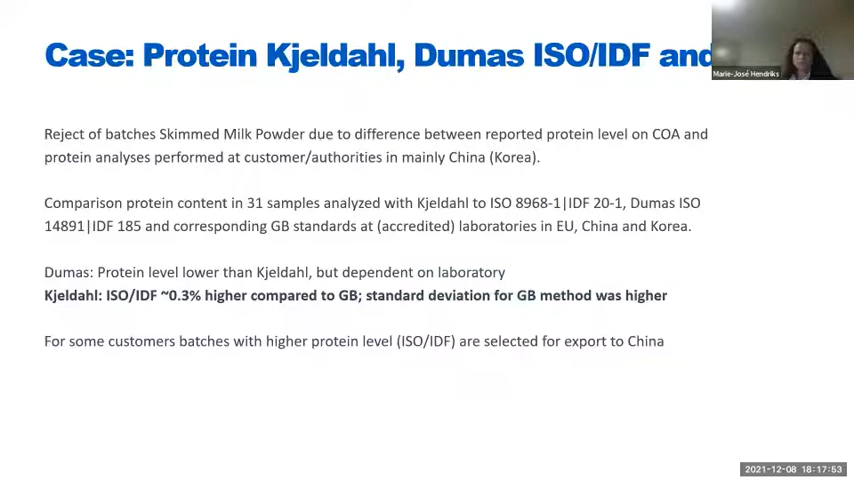 Case: Protein Kjeldahl, Dumas ISO/IDF and
Marie-José Hendriks
Reject of batches Skimmed Milk Powder due to difference between reported protein level on COA and
protein analyses performed at customer/authorities in mainly China (Korea).
Comparison protein content in 31 samples analyzed with Kjeldahl to ISO 8968-1|IDF 20-1, Dumas ISO
14891|IDF 185 and corresponding GB standards at (accredited) laboratories in EU, China and Korea.
Dumas: Protein level lower than Kjeldahl, but dependent on laboratory
Kjeldahl: ISO/IDF ~0.3% higher compared to GB; standard deviation for GB method was higher
For some customers batches with higher protein level (ISO/IDF) are selected for export to China
2021-12-08 18:17:53